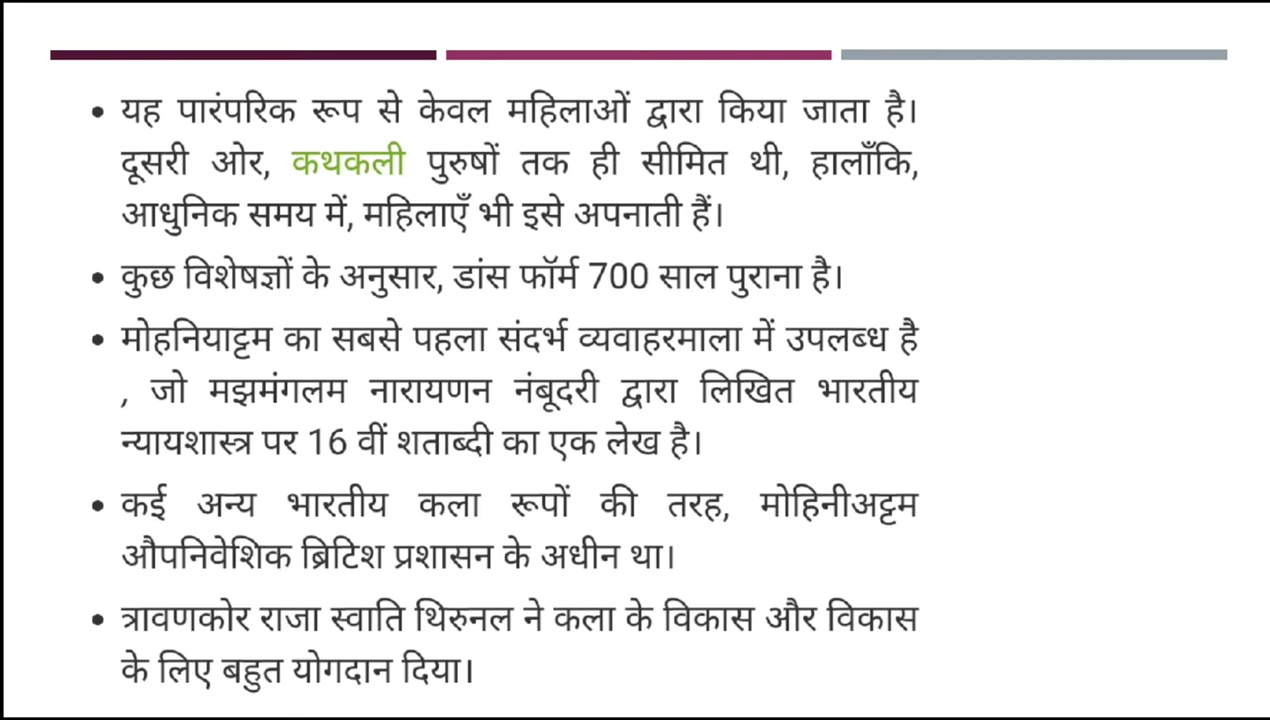 • यह पारंपरिक रूप से केवल महिलाओं द्वारा किया जाता है।
दूसरी ओर, कथकली पुरुषों तक ही सीमित थी, हालाँकि,
आधुनिक समय में, महिलाएँ भी इसे अपनाती हैं।
• कुछ विशेषज्ञों के अनुसार, डांस फॉर्म 700 साल पुराना है।
• मोहनियाट्टम का सबसे पहला संदर्भ व्यवाहरमाला में उपलब्ध है
, जो मझमंगलम नारायणन नंबूदरी द्वारा लिखित भारतीय
न्यायशास्त्र पर 16 वीं शताब्दी का एक लेख है।
• कई अन्य भारतीय कला रूपों की तरह, मोहिनीअट्टम
औपनिवेशिक ब्रिटिश प्रशासन के अधीन था।
• त्रावणकोर राजा स्वाति थिरुनल ने कला के विकास और विकास
के लिए बहुत योगदान दिया।